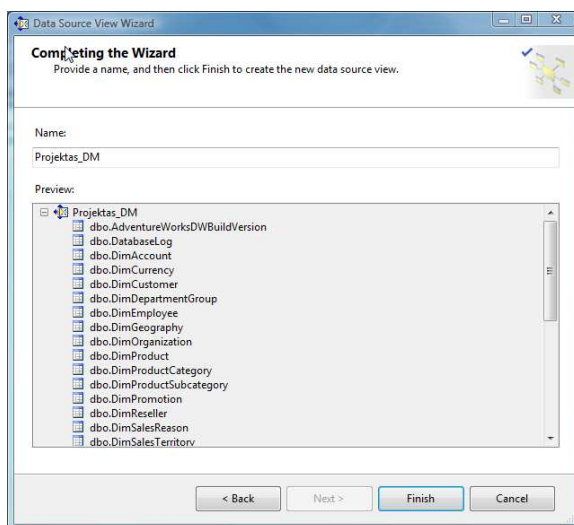 Data Source View Wizard
Completing the Wizard
Provide a name, and then click Finish to create the new data source view.
Name:
Projektas_DM
Preview:
Projektas_DM
dbo.AdventureWorksDWBuildVersion
dbo.DatabaseLog
dbo.DimAccount
dbo.DimCurrency
dbo.DimCustomer
dbo.DimDepartmentGroup
dbo.DimEmployee
dbo.DimGeography
dbo.DimOrganization
dbo.DimProduct
dbo.DimProductCategory
dbo.DimProductSubcategory
dbo.DimPromotion
dbo.DimReseller
dbo.DimSalesReason
dbo.DimSalesTerritory
< Back Next > Finish Cancel